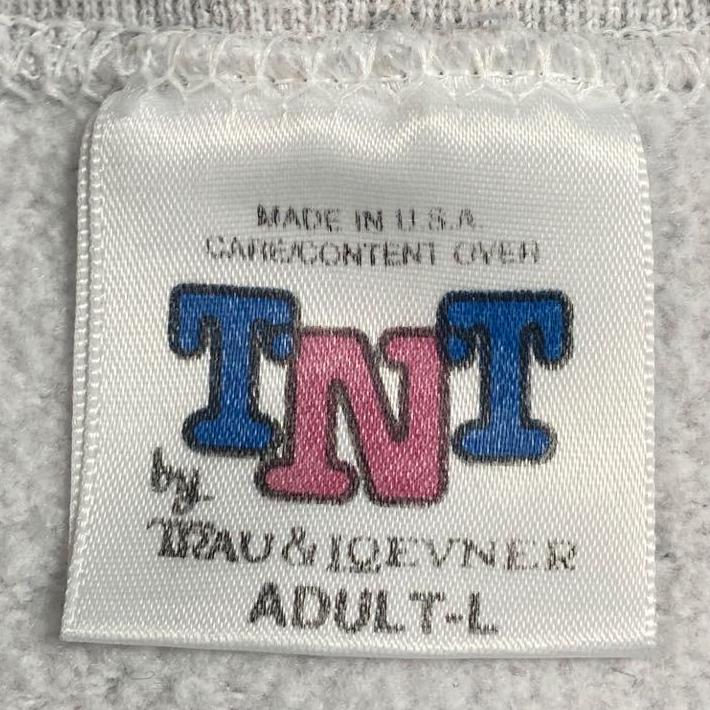 MADE IN U.S.A.
CARE/CONTENT OVER
TNT
by
TRAU & LOEVNER
ADULT-L